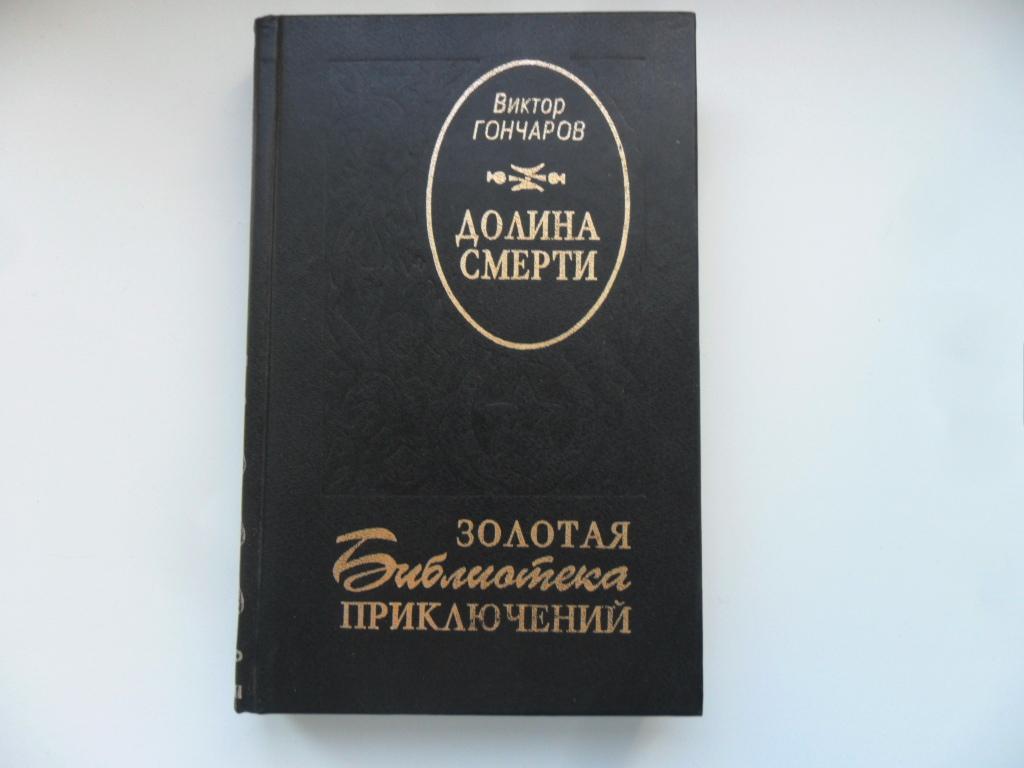 Виктор
ГОНЧАРОВ
ДОЛИНА
СМЕРТИ
ЗОЛОТАЯ
Библиотека
ПРИКЛЮЧЕНИЙ